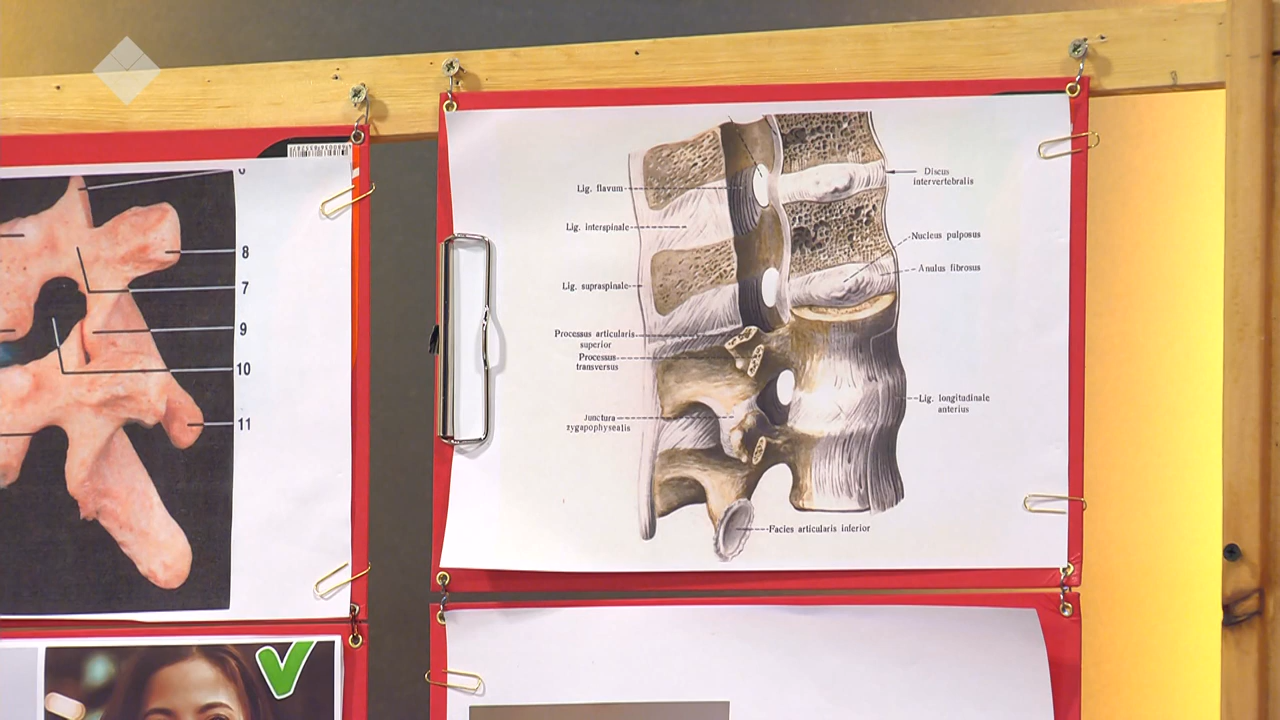 8
7
9
10
11
Lig. flavum
Lig. interspinale
Lig. supraspinale
Processus articularis
superior
Processus
transversus
Junctura
zygapophysealis
Discus
intervertebralis
Nucleus pulposus
Anulus fibrosus
Lig. longitudinale
anterius
Facies articularis inferior